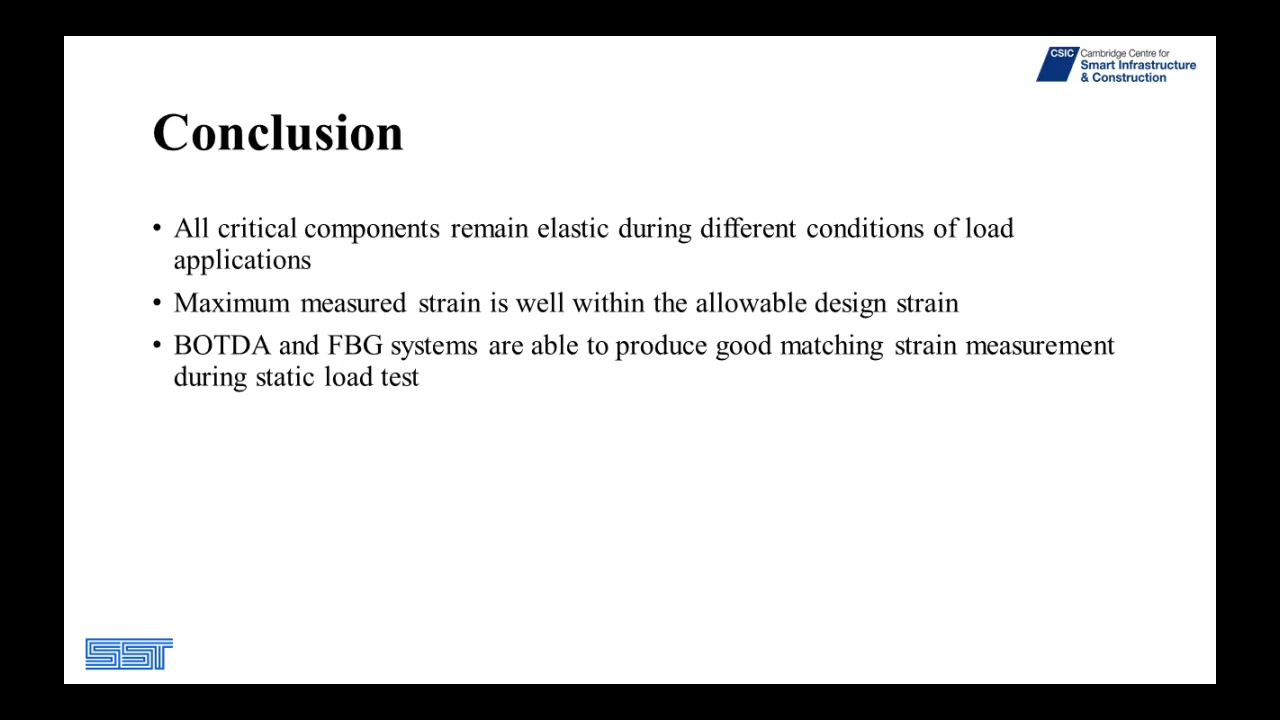 CSIC
Cambridge Centre for
Smart Infrastructure
& Construction
Conclusion
• All critical components remain elastic during different conditions of load
applications
• Maximum measured strain is well within the allowable design strain
• BOTDA and FBG systems are able to produce good matching strain measurement
during static load test
SST